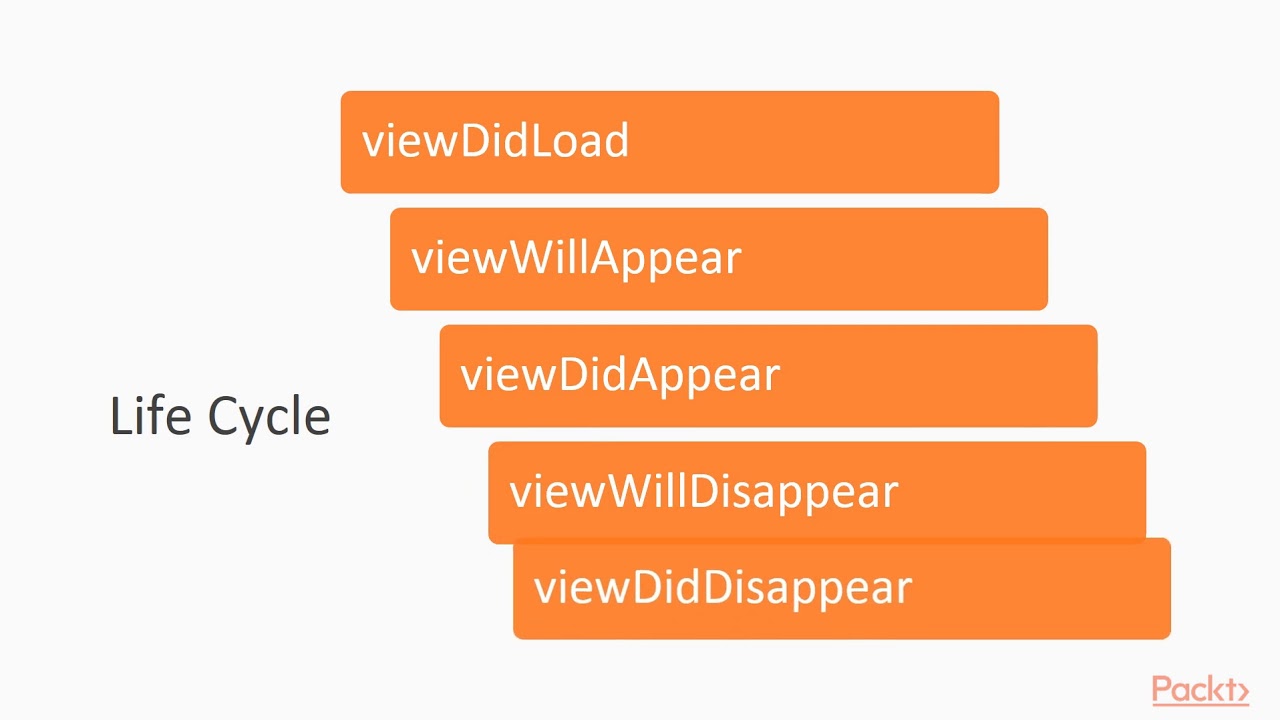 viewDidLoad
viewWillAppear
viewDidAppear
Life Cycle
viewWillDisappear
viewDidDisappear
Packt>